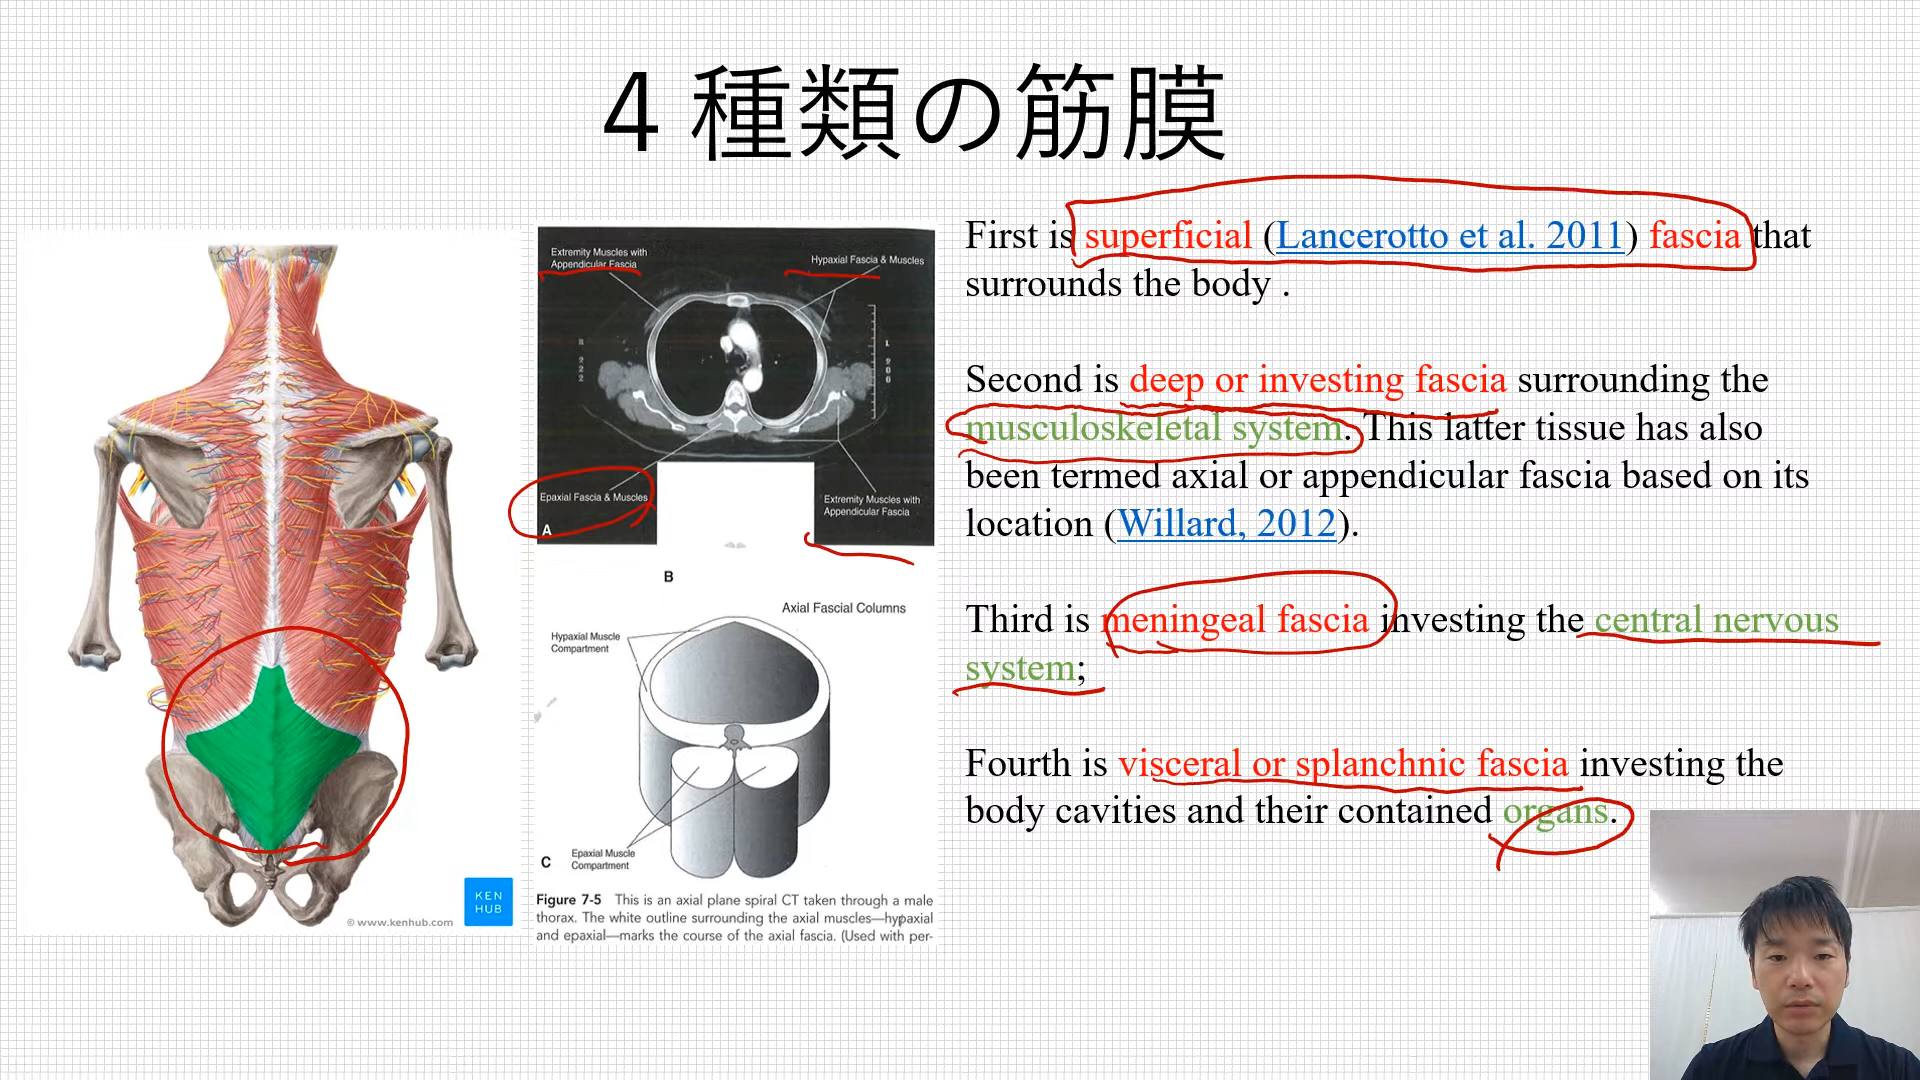 4 種類の筋膜
First is superficial (Lancerotto et al. 2011) fascia that
surrounds the body .
Second is deep or investing fascia surrounding the
musculoskeletal system. This latter tissue has also
been termed axial or appendicular fascia based on its
location (Willard, 2012).
Third is meningeal fascia investing the central nervous
system;
Fourth is visceral or splanchnic fascia investing the
body cavities and their contained organs.
Extremity Muscles with
Appendicular Fascia
Hypaxial Fascia & Muscles
R
L
Epaxial Fascia & Muscles
A
Extremity Muscles with
Appendicular Fascia
B
Axial Fascial Columns
Hypaxial Muscle
Compartment
Epaxial Muscle
Compartment
C
Figure 7-5 This is an axial plane spiral CT taken through a male
thorax. The white outline surrounding the axial muscles—hypaxial
and epaxial—marks the course of the axial fascia. (Used with per-
© www.kenhub.com
KEN
HUB